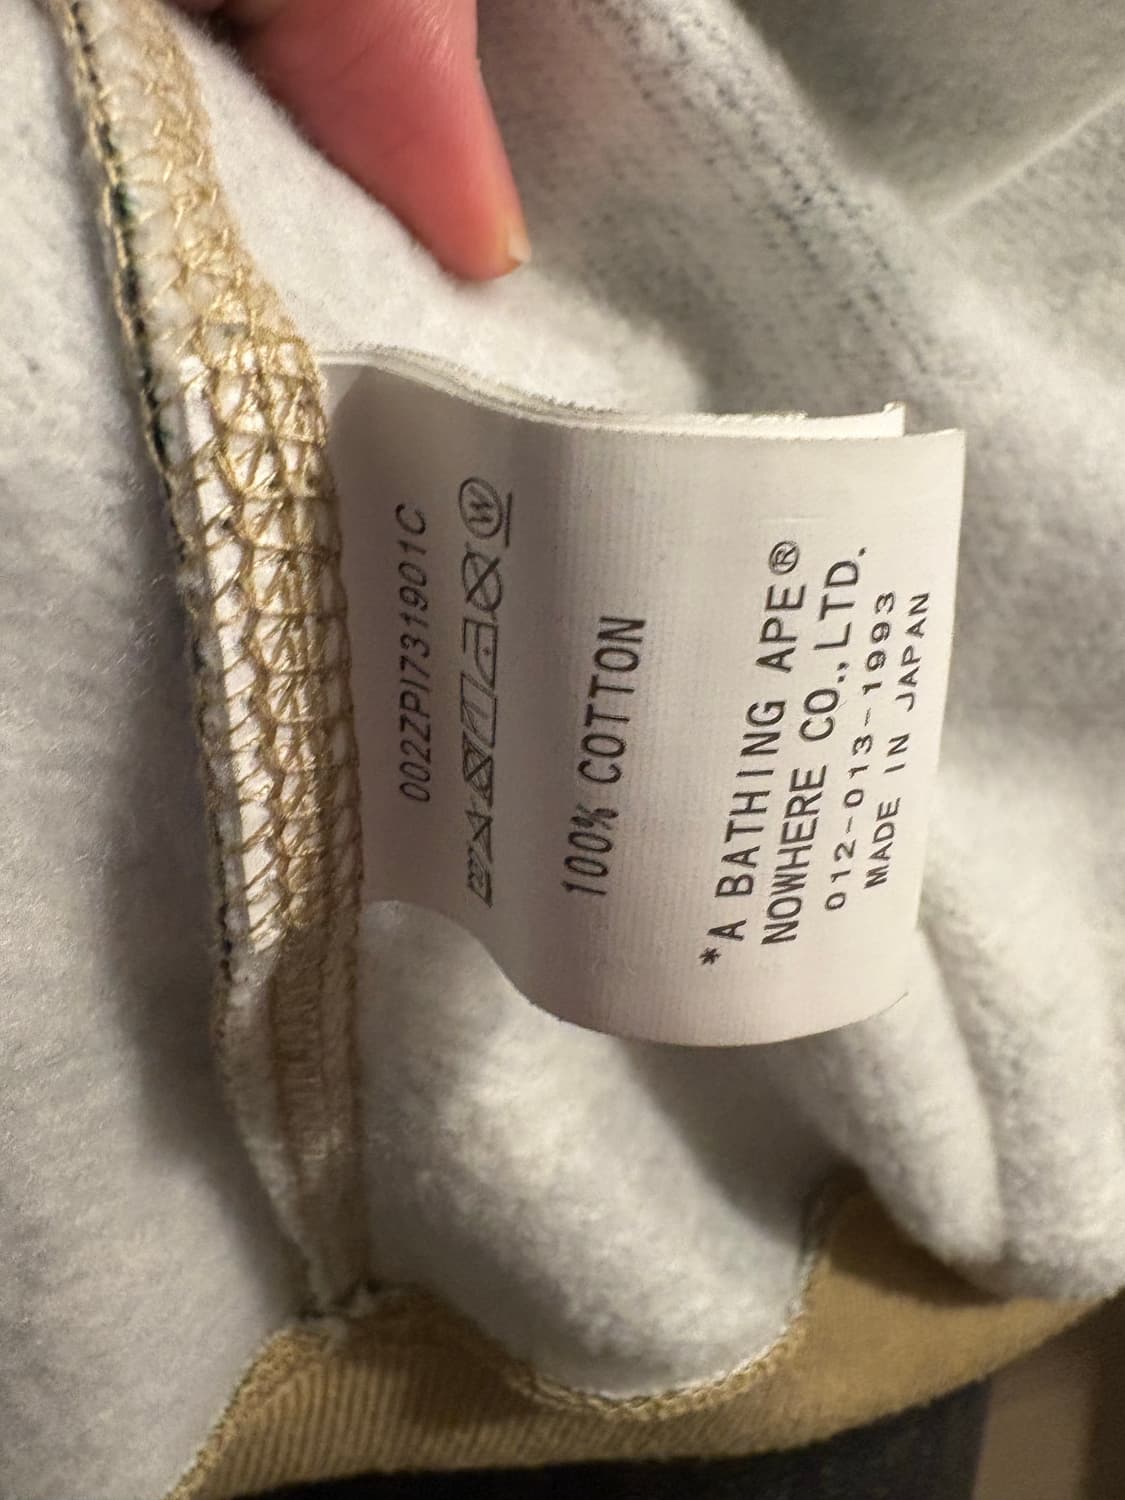 002ZPI731901C
W
100% COTTON
*A BATHING APE®
NOWHERE CO.,LTD.
012-013-1993
MADE IN JAPAN